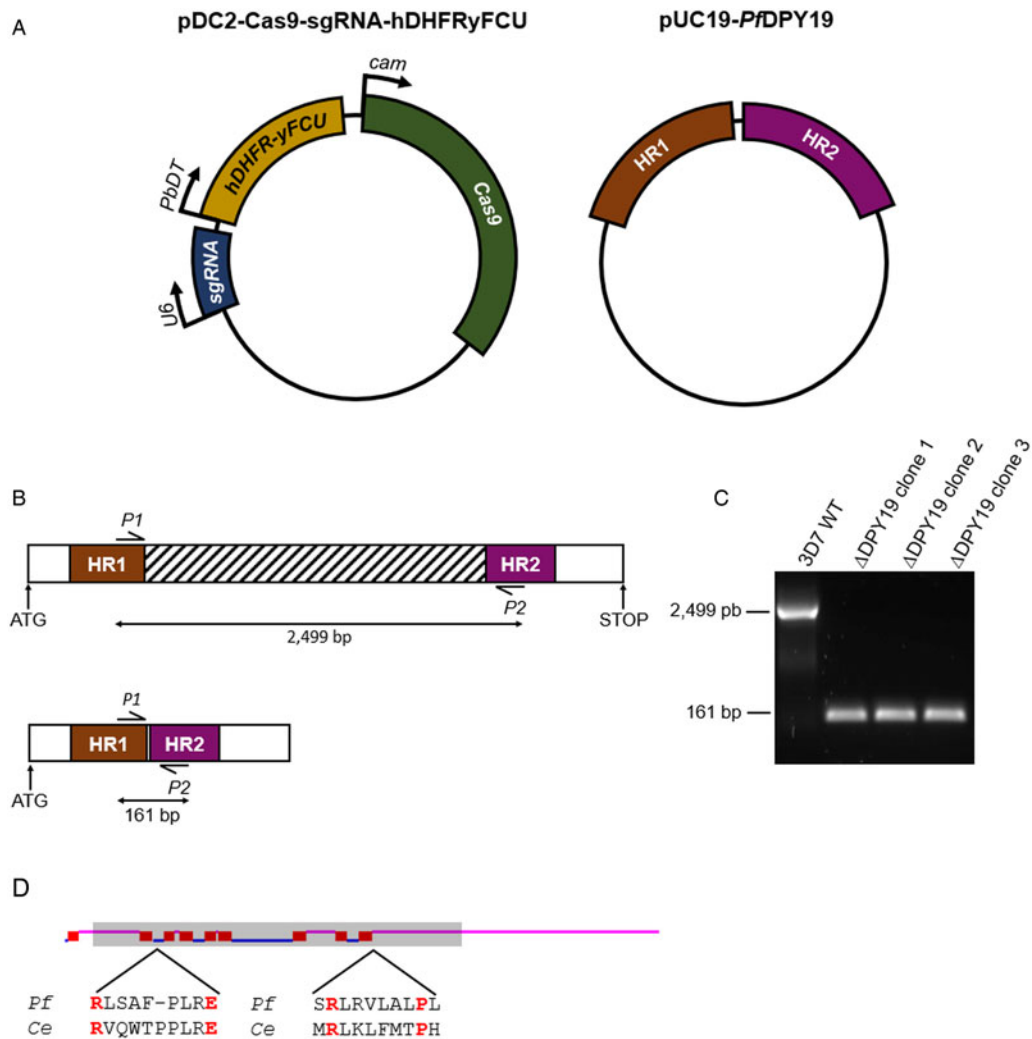 A
pDC2-Cas9-sgRNA-hDHFRyFCU
pUC19-PfDPY19
cam
hDHFR-yFCU
PbDT
sgRNA
U6
Cas9
HR1
HR2
B
P1
HR1
HR2
P2
ATG
STOP
2,499 bp
P1
HR1
HR2
P2
ATG
161 bp
C
3D7 WT
ΔDPY19 clone 1
ΔDPY19 clone 2
ΔDPY19 clone 3
2,499 pb
161 bp
D
Pf RLSAF-PLRE Pf SRLRVLALPL
Ce RVQWTPPLRE Ce MRLKLFMTPH